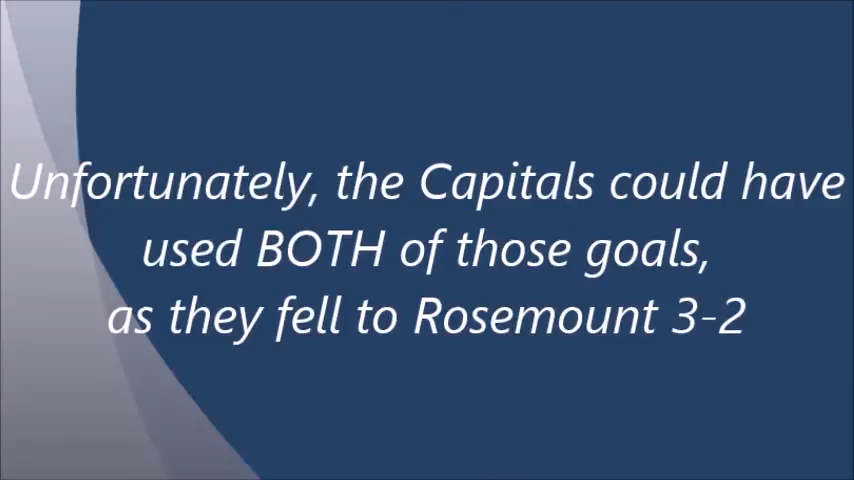 Unfortunately, the Capitals could have
used BOTH of those goals,
as they fell to Rosemount 3-2